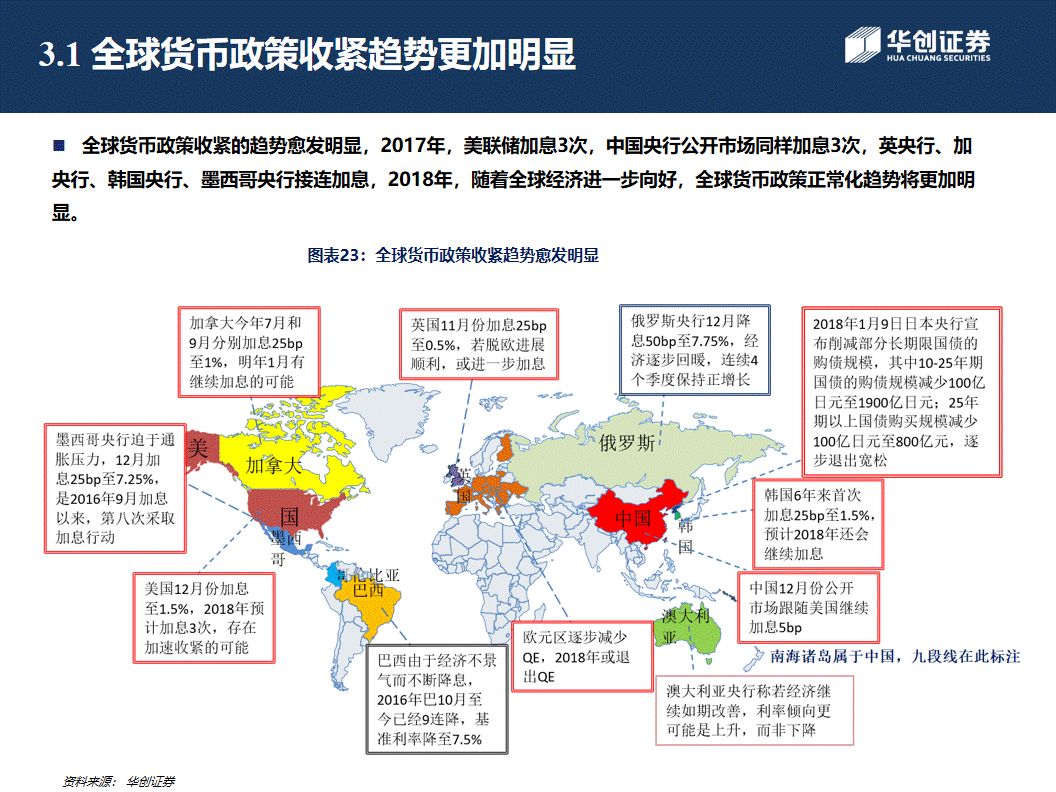 3.1 全球货币政策收紧趋势更加明显
华创证券
HUA CHUANG SECURITIES
全球货币政策收紧的趋势愈发明显，2017年，美联储加息3次，中国央行公开市场同样加息3次，英央行、加
央行、韩国央行、墨西哥央行接连加息，2018年，随着全球经济进一步向好，全球货币政策正常化趋势将更加明
显。
图表23：全球货币政策收紧趋势愈发明显
加拿大今年7月和
9月分别加息25bp
至1%，明年1月有
继续加息的可能
英国11月份加息25bp
至0.5%，若脱欧进展
顺利，或进一步加息
俄罗斯央行12月降
息50bp至7.75%，经
济逐步回暖，连续4
个季度保持正增长
2018年1月9日日本央行宣
布削减部分长期限国债的
购债规模，其中10-25年期
国债的购债规模减少100亿
日元至1900亿日元；25年
期以上国债购买规模减少
100亿日元至800亿元，逐
步退出宽松
墨西哥央行迫于通
胀压力，12月加
息25bp至7.25%，
是2016年9月加息
以来，第八次采取
加息行动
美
加拿大
国
墨西
哥
英
国
俄罗斯
中国
韩
国
韩国6年来首次
加息25bp至1.5%，
预计2018年还会
继续加息
美国12月份加息
至1.5%，2018年预
计加息3次，存在
加速收紧的可能
哥伦比亚
巴西
澳大利
亚
中国12月份公开
市场跟随美国继续
加息5bp
欧元区逐步减少
QE，2018年或退
出QE
南海诸岛属于中国，九段线在此标注
巴西由于经济不景
气而不断降息，
2016年巴10月至
今已经9连降，基
准利率降至7.5%
澳大利亚央行称若经济继
续如期改善，利率倾向更
可能是上升，而非下降
资料来源： 华创证券